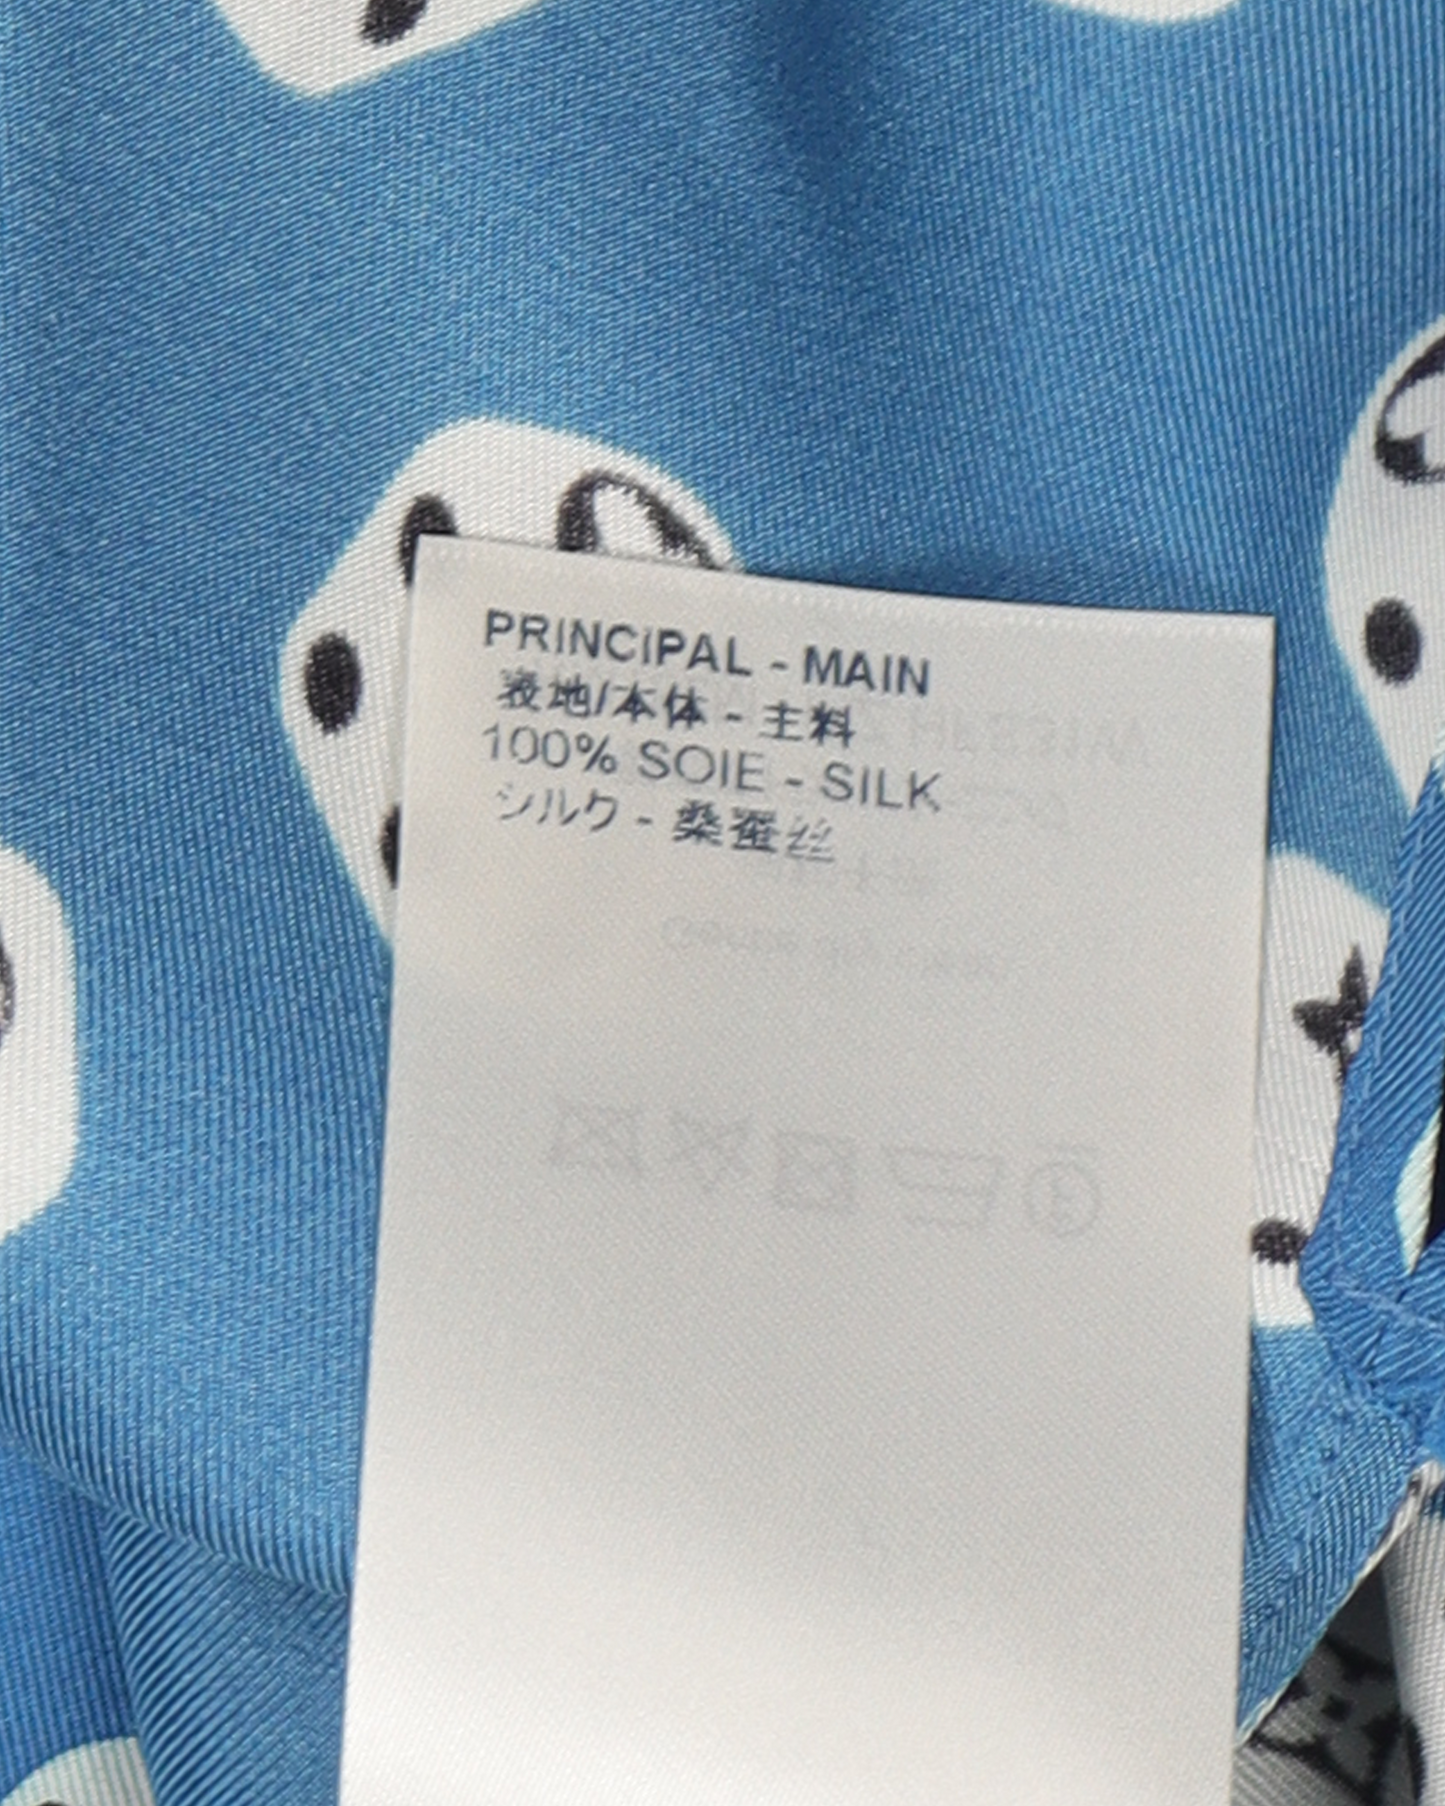 PRINCIPAL - MAIN
表地/本体 - 主料
100% SOIE - SILK
シルク - 桑蚕丝